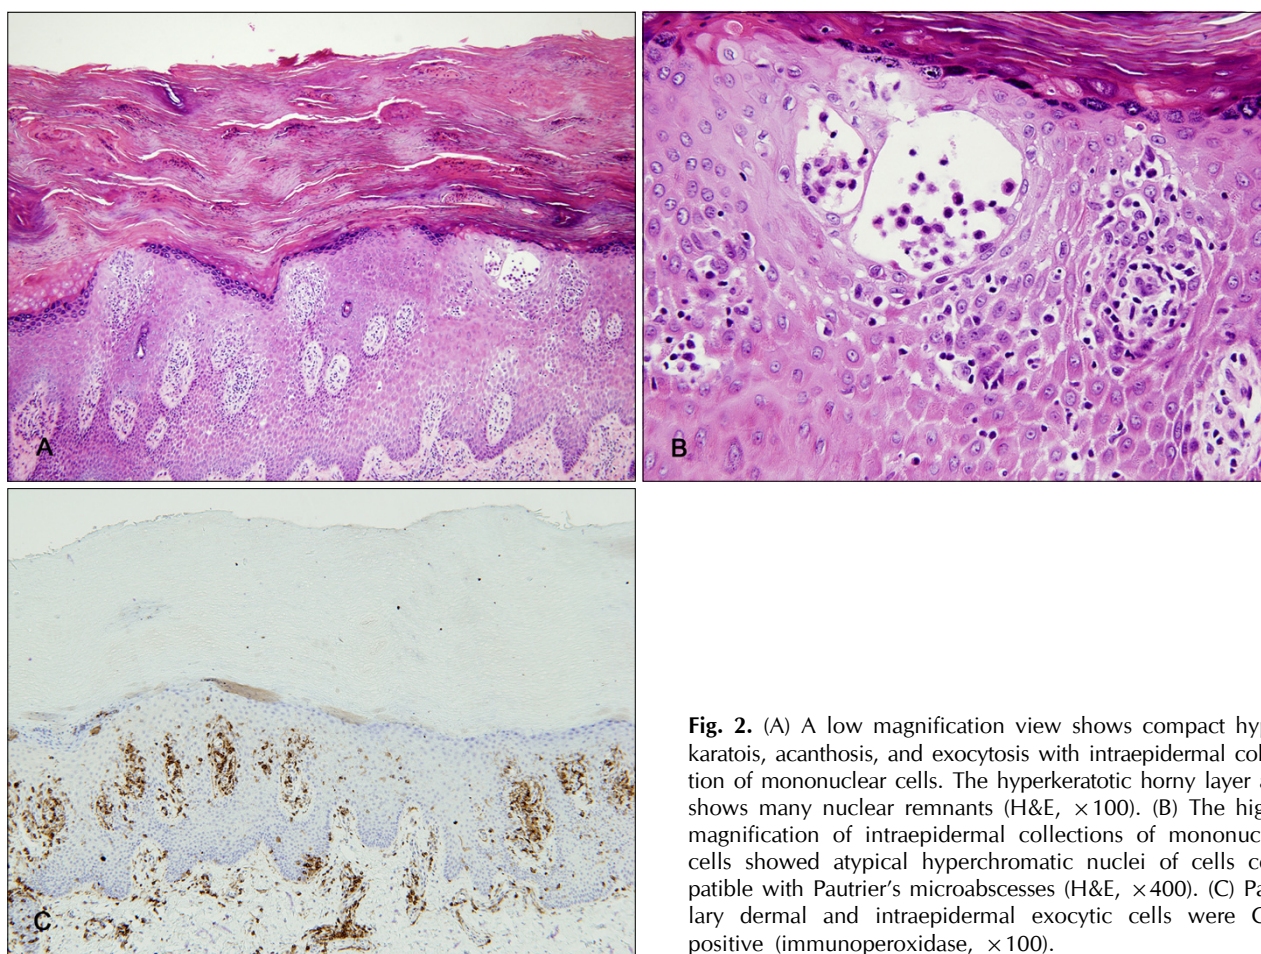 A
B
C
Fig. 2. (A) A low magnification view shows compact hyp
karatois, acanthosis, and exocytosis with intraepidermal col
tion of mononuclear cells. The hyperkeratotic horny layer a
shows many nuclear remnants (H&E, ×100). (B) The hig
magnification of intraepidermal collections of mononuc
cells showed atypical hyperchromatic nuclei of cells co
patible with Pautrier's microabscesses (H&E, ×400). (C) Pa
lary dermal and intraepidermal exocytic cells were C
positive (immunoperoxidase, ×100).